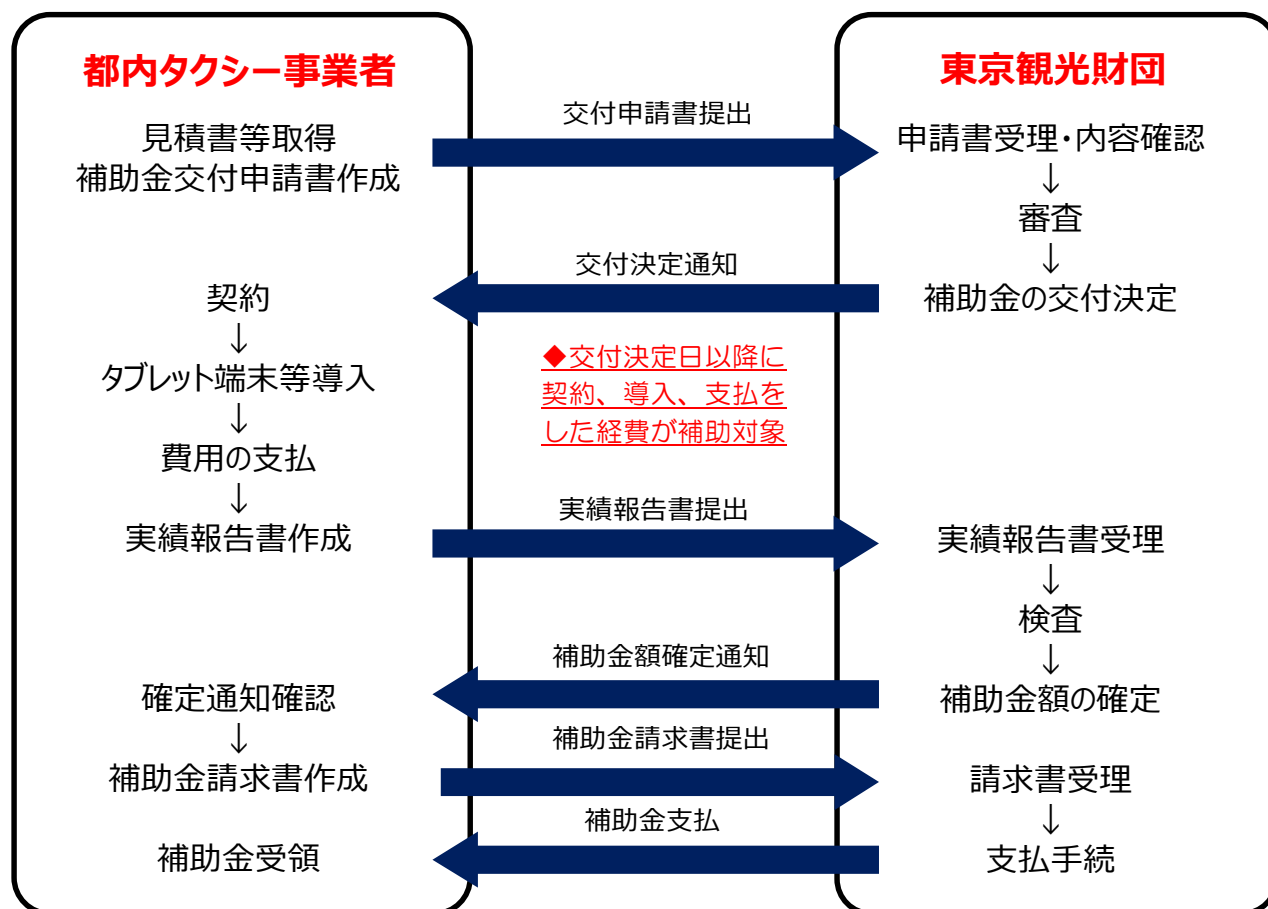 都内タクシー事業者
東京観光財団
見積書等取得
補助金交付申請書作成
交付申請書提出
申請書受理・内容確認
↓
審査
↓
補助金の交付決定
交付決定通知
契約
↓
タブレット端末等導入
↓
費用の支払
↓
実績報告書作成
◆交付決定日以降に
契約、導入、支払を
した経費が補助対象
実績報告書提出
実績報告書受理
↓
検査
↓
補助金額の確定
補助金額確定通知
確定通知確認
↓
補助金請求書作成
補助金請求書提出
請求書受理
↓
支払手続
補助金支払
補助金受領